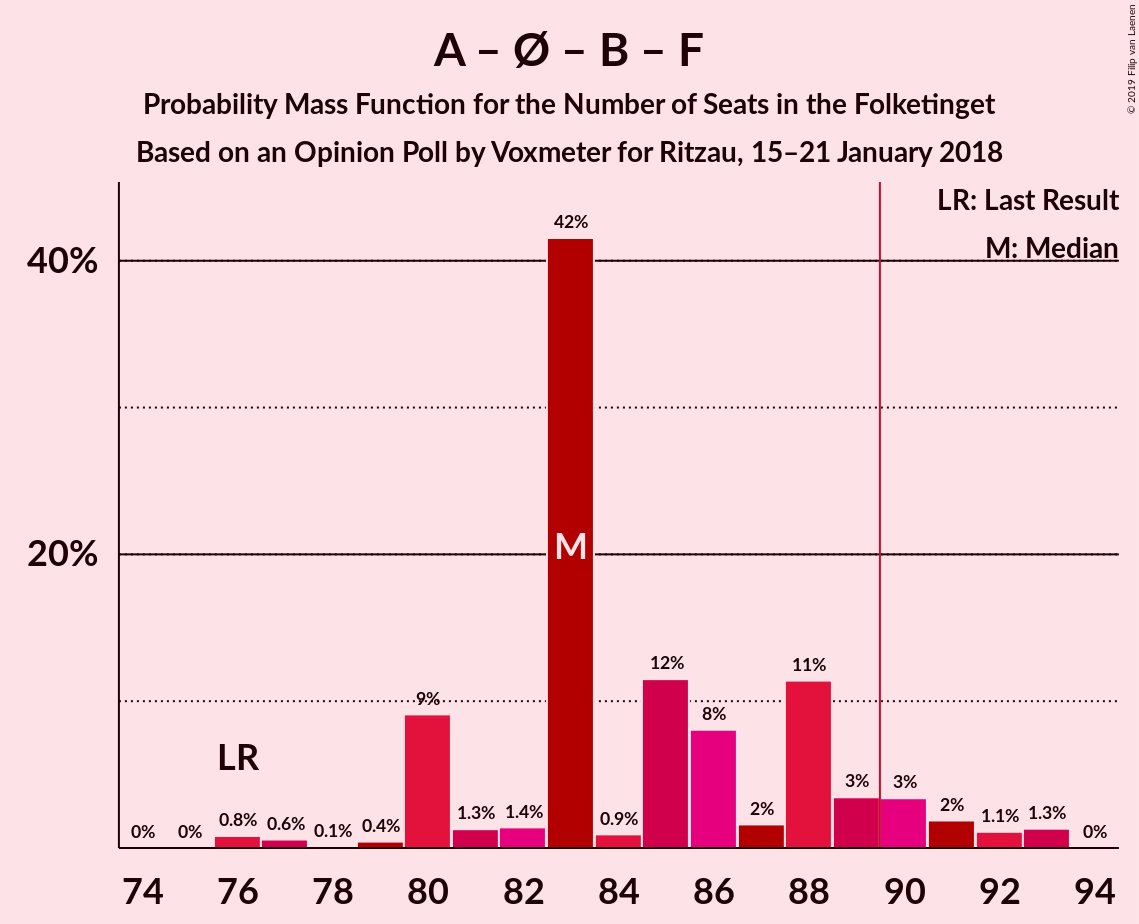 A – Ø – B – F
Probability Mass Function for the Number of Seats in the Folketinget
Based on an Opinion Poll by Voxmeter for Ritzau, 15–21 January 2018
© 2019 Filip van Laenen
LR: Last Result
M: Median
40%
20%
0%
0%
0.8%
0.6%
0.1%
0.4%
9%
1.3%
1.4%
42%
0.9%
12%
8%
2%
11%
3%
3%
2%
1.1%
1.3%
0%
LR
M
74 76 78 80 82 84 86 88 90 92 94